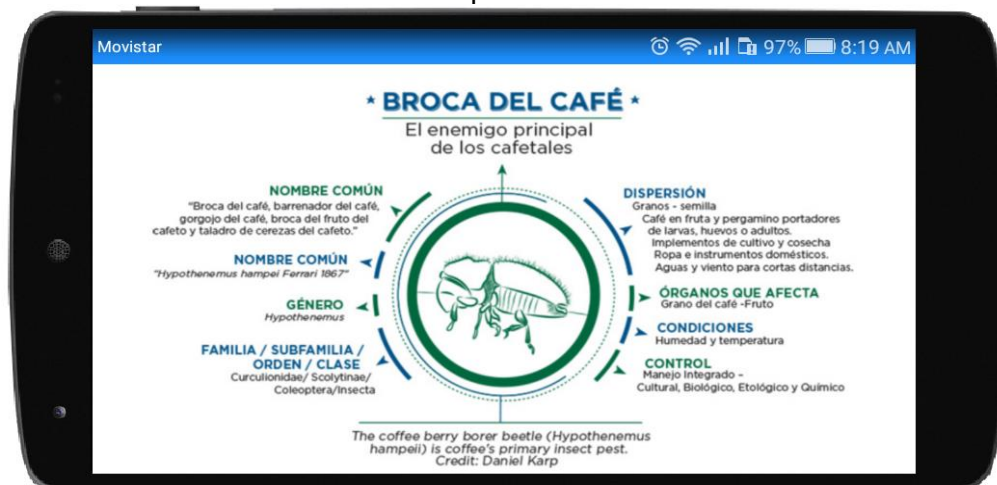 Movistar
97% 8:19 AM
* BROCA DEL CAFÉ *
El enemigo principal
de los cafetales
NOMBRE COMÚN
"Broca del café, barrenador del café,
gorgojo del café, broca del fruto del
cafeto y taladro de cerezas del cafeto."
NOMBRE COMÚN
"Hypothenemus hampei Ferrari 1867"
GÉNERO
Hypothenemus
FAMILIA / SUBFAMILIA /
ORDEN / CLASE
Curculionidae/ Scolytinae/
Coleoptera/Insecta
DISPERSIÓN
Granos - semilla
Café en fruta y pergamino portadores
de larvas, huevos o adultos.
Implementos de cultivo y cosecha
Ropa e instrumentos domésticos.
Aguas y viento para cortas distancias.
ÓRGANOS QUE AFECTA
Grano del café -Fruto
CONDICIONES
Humedad y temperatura
CONTROL
Manejo Integrado –
Cultural, Biológico, Etológico y Químico
The coffee berry borer beetle (Hypothenemus
hampeii) is coffee's primary insect pest.
Credit: Daniel Karp